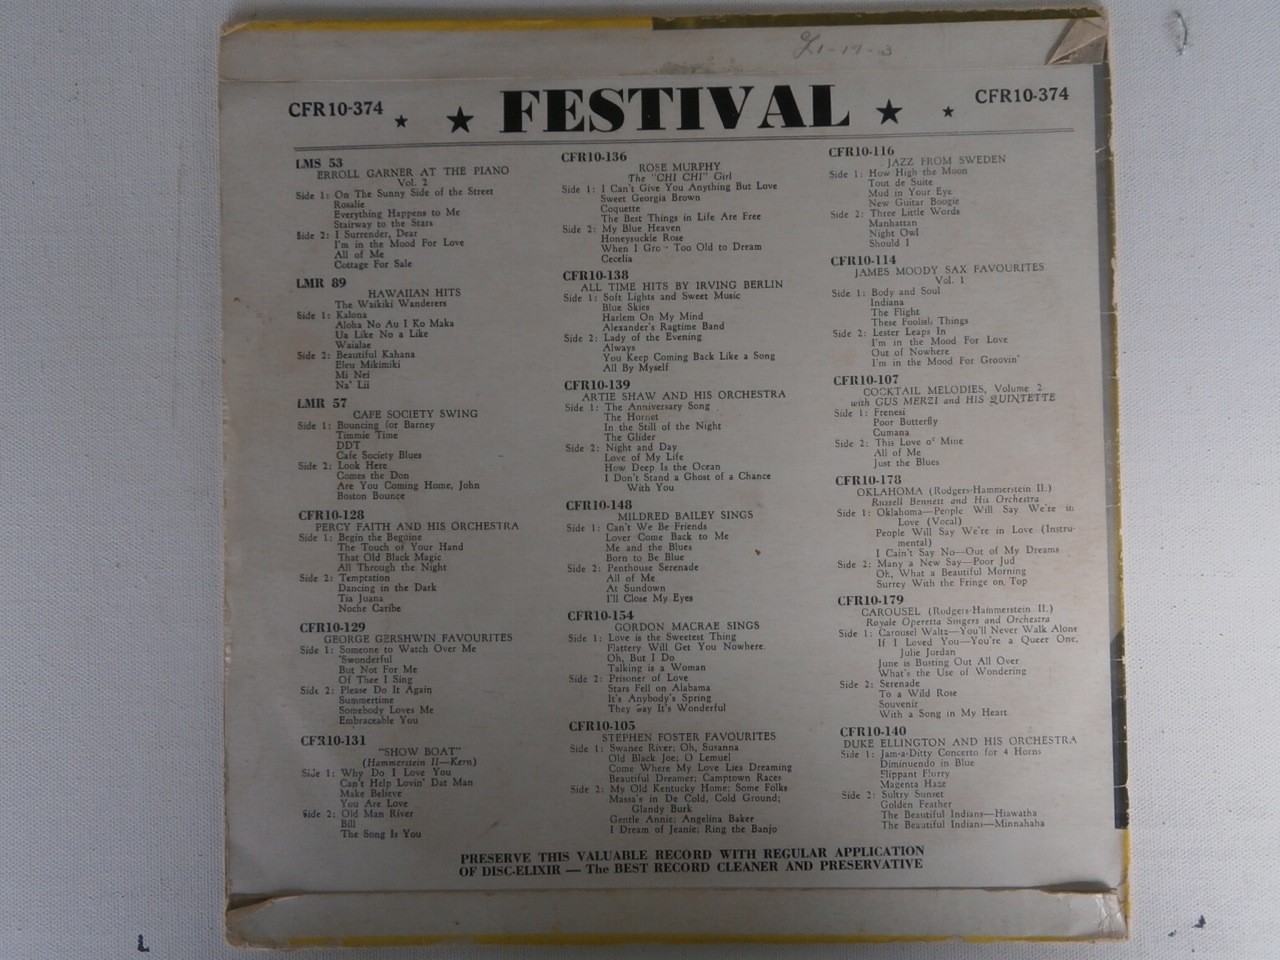 CFR10-374 ★ ★ FESTIVAL ★ ★ CFR10-374
LMS 53
ERROLL GARNER AT THE PIANO
Vol. 2
Side 1: On The Sunny Side of the Street
Rosalie
Everything Happens to Me
Stairway to the Stars
Side 2: I Surrender, Dear
I'm in the Mood For Love
All of Me
Cottage For Sale
LMR 89
HAWAIIAN HITS
The Waikiki Wanderers
Side 1: Kalona
Aloha No Au I Ko Maka
Ua Like No a Like
Waialae
Side 2: Beautiful Kahana
Eleu Mikimiki
Mi Nei
Na' Lii
LMR 57
CAFE SOCIETY SWING
Side 1: Bouncing for Barney
Timmie Time
DDT
Cafe Society Blues
Side 2: Look Here
Comes the Don
Are You Coming Home, John
Boston Bounce
CFR10-128
PERCY FAITH AND HIS ORCHESTRA
Side 1: Begin the Beguine
The Touch of Your Hand
That Old Black Magic
All Through the Night
Side 2: Temptation
Dancing in the Dark
Tia Juana
Noche Caribe
CFR10-129
GEORGE GERSHWIN FAVOURITES
Side 1: Someone to Watch Over Me
'Swonderful
But Not For Me
Of Thee I Sing
Side 2: Please Do It Again
Summertime
Somebody Loves Me
Embraceable You
CFR10-131
"SHOW BOAT"
(Hammerstein II—Kern)
Side 1: Why Do I Love You
Can't Help Lovin' Dat Man
Make Believe
You Are Love
Side 2: Old Man River
Bill
The Song Is You
CFR10-136
ROSE MURPHY
The "CHI CHI" Girl
Side 1: I Can't Give You Anything But Love
Sweet Georgia Brown
Coquette
The Best Things in Life Are Free
Side 2: My Blue Heaven
Honeysuckle Rose
When I Gro - Too Old to Dream
Cecelia
CFR10-138
ALL TIME HITS BY IRVING BERLIN
Side 1: Soft Lights and Sweet Music
Blue Skies
Harlem On My Mind
Alexander's Ragtime Band
Side 2: Lady of the Evening
Always
You Keep Coming Back Like a Song
All By Myself
CFR10-139
ARTIE SHAW AND HIS ORCHESTRA
Side 1: The Anniversary Song
The Hornet
In the Still of the Night
The Glider
Side 2: Night and Day
Love of My Life
How Deep Is the Ocean
I Don't Stand a Ghost of a Chance
With You
CFR10-148
MILDRED BAILEY SINGS
Side 1: Can't We Be Friends
Lover Come Back to Me
Me and the Blues
Born to Be Blue
Side 2: Penthouse Serenade
All of Me
At Sundown
I'll Close My Eyes
CFR10-154
GORDON MACRAE SINGS
Side 1: Love is the Sweetest Thing
Flattery Will Get You Nowhere.
Oh, But I Do
Talking is a Woman
Side 2: Prisoner of Love
Stars Fell on Alabama
It's Anybody's Spring
They Say It's Wonderful
CFR10-105
STEPHEN FOSTER FAVOURITES
Side 1: Swanee River; Oh, Susanna
Old Black Joe; O Lemuel
Come Where My Love Lies Dreaming
Beautiful Dreamer; Camptown Races
Side 2: My Old Kentucky Home; Some Folks
Massa's in De Cold, Cold Ground;
Glandy Burk
Gentle Annie; Angelina Baker
I Dream of Jeanie; Ring the Banjo
CFR10-116
JAZZ FROM SWEDEN
Side 1: How High the Moon
Tout de Suite
Mud in Your Eye
New Guitar Boogie
Side 2: Three Little Words
Manhattan
Night Owl
Should I
CFR10-114
JAMES MOODY SAX FAVOURITES
Vol. 1
Side 1: Body and Soul
Indiana
The Flight
These Foolish Things
Side 2: Lester Leaps In
I'm in the Mood For Love
Out of Nowhere
I'm in the Mood For Groovin'
CFR10-107
COCKTAIL MELODIES, Volume 2
with GUS MERZI and HIS QUINTETTE
Side 1: Frenesi
Poor Butterfly
Cumana
Side 2: This Love o' Mine
All of Me
Just the Blues
CFR10-178
OKLAHOMA (Rodgers-Hammerstein II.)
Russell Bennett and His Orchestra
Side 1: Oklahoma—People Will Say We're in
Love (Vocal)
People Will Say We're in Love (Instru-
mental)
I Cain't Say No—Out of My Dreams
Side 2: Many a New Say—Poor Jud
Oh, What a Beautiful Morning
Surrey With the Fringe on Top
CFR10-179
CAROUSEL (Rodgers-Hammerstein II.)
Royale Operetta Singers and Orchestra
Side 1: Carousel Waltz—You'll Never Walk Alone
If I Loved You—You're a Queer One,
Julie Jordan
June is Busting Out All Over
What's the Use of Wondering
Side 2: Serenade
To a Wild Rose
Souvenir
With a Song in My Heart
CFR10-140
DUKE ELLINGTON AND HIS ORCHESTRA
Side 1: Jam-a-Ditty Concerto for 4 Horns
Diminuendo in Blue
Flippant Flurry
Magenta Haze
Side 2: Sultry Sunset
Golden Feather
The Beautiful Indians—Hiawatha
The Beautiful Indians—Minnahaha
PRESERVE THIS VALUABLE RECORD WITH REGULAR APPLICATION
OF DISC-ELIXIR — The BEST RECORD CLEANER AND PRESERVATIVE